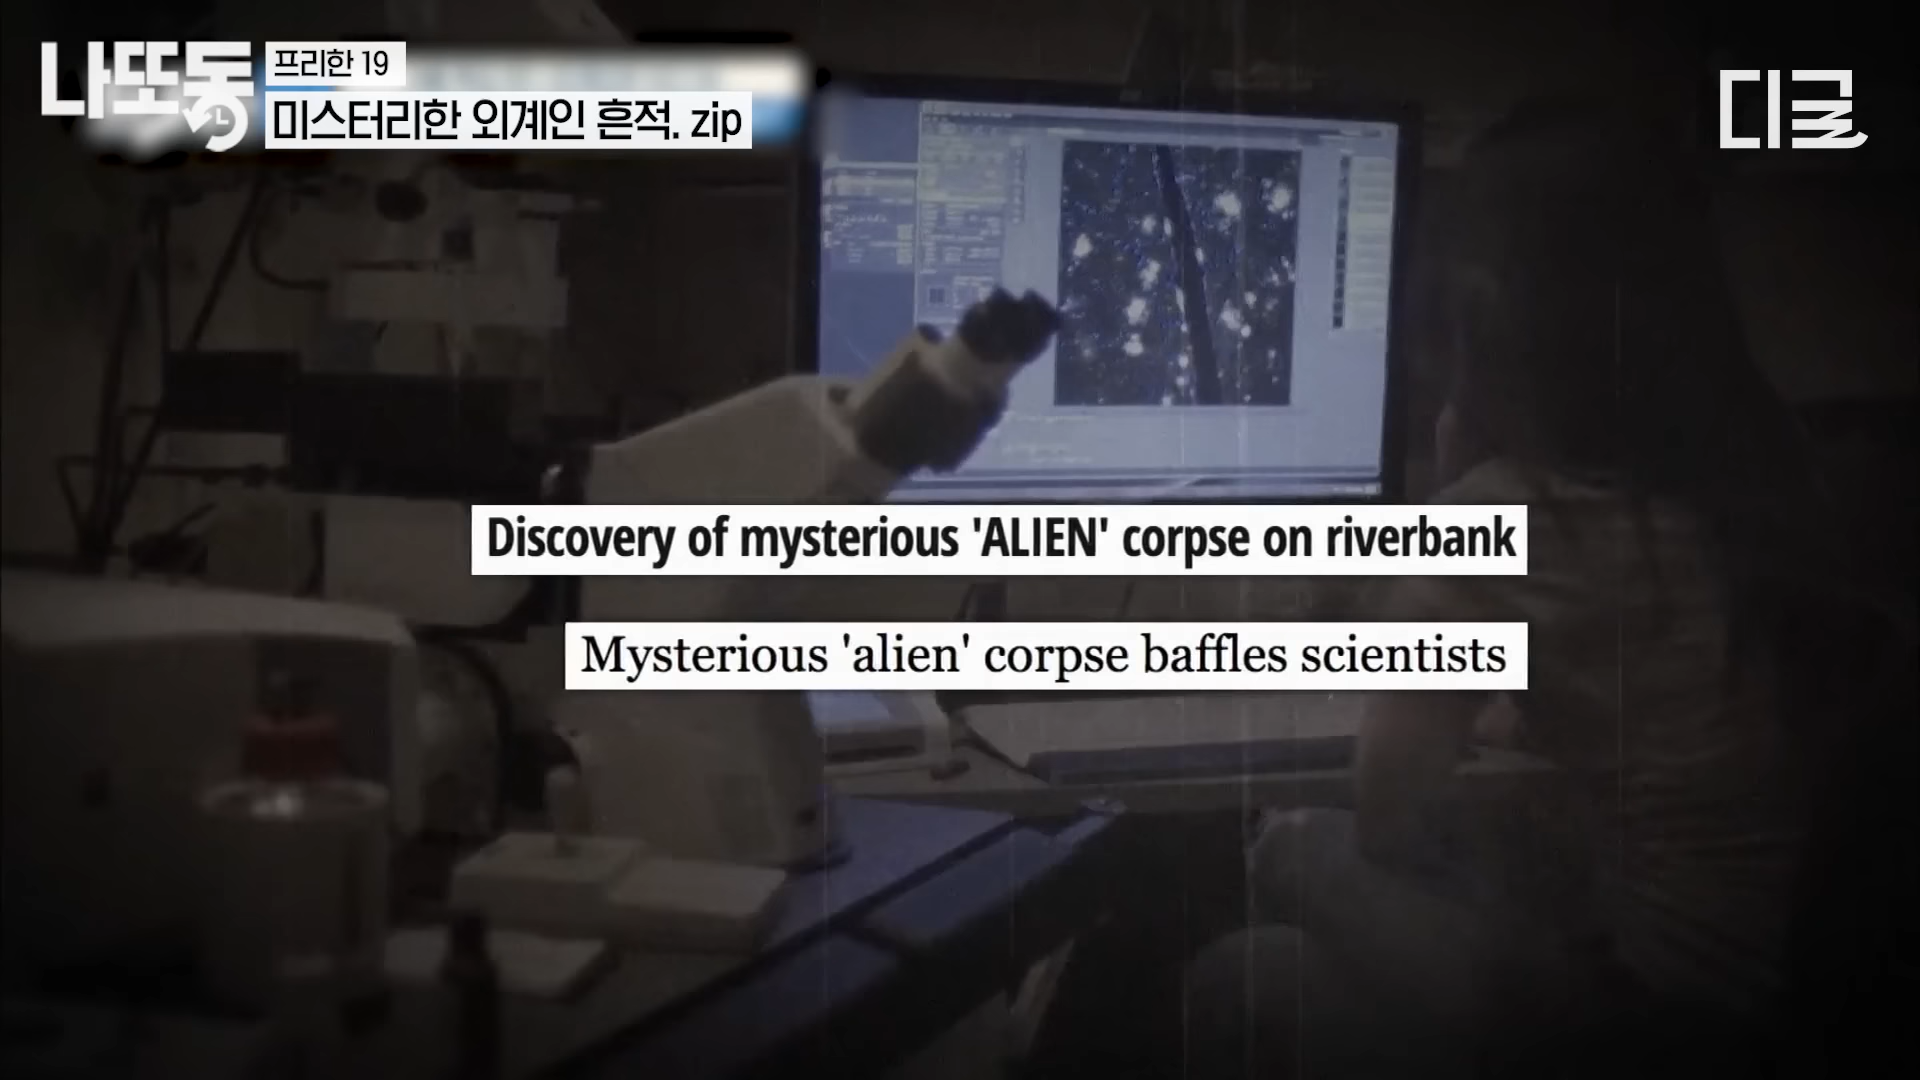 나또동
프리한 19
미스터리한 외계인 흔적. zip
디글
Discovery of mysterious 'ALIEN' corpse on riverbank
Mysterious 'alien' corpse baffles scientists